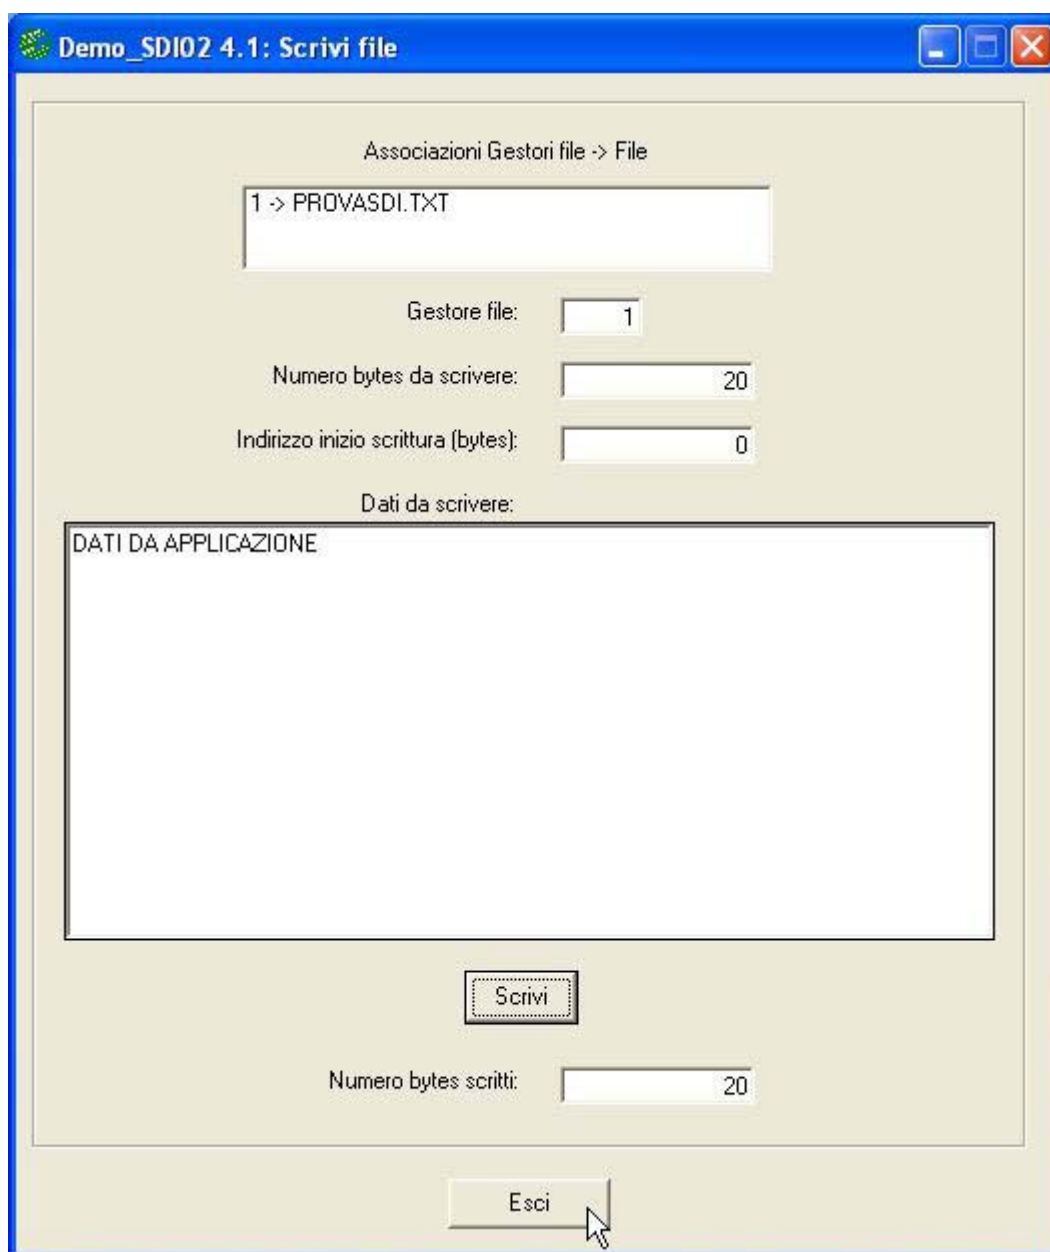 Demo_SDI02 4.1: Scrivi file
Associazioni Gestori file -> File
1 -> PROVASDI.TXT
Gestore file: 1
Numero bytes da scrivere: 20
Indirizzo inizio scrittura (bytes): 0
Dati da scrivere:
DATI DA APPLICAZIONE
Scrivi
Numero bytes scritti: 20
Esci